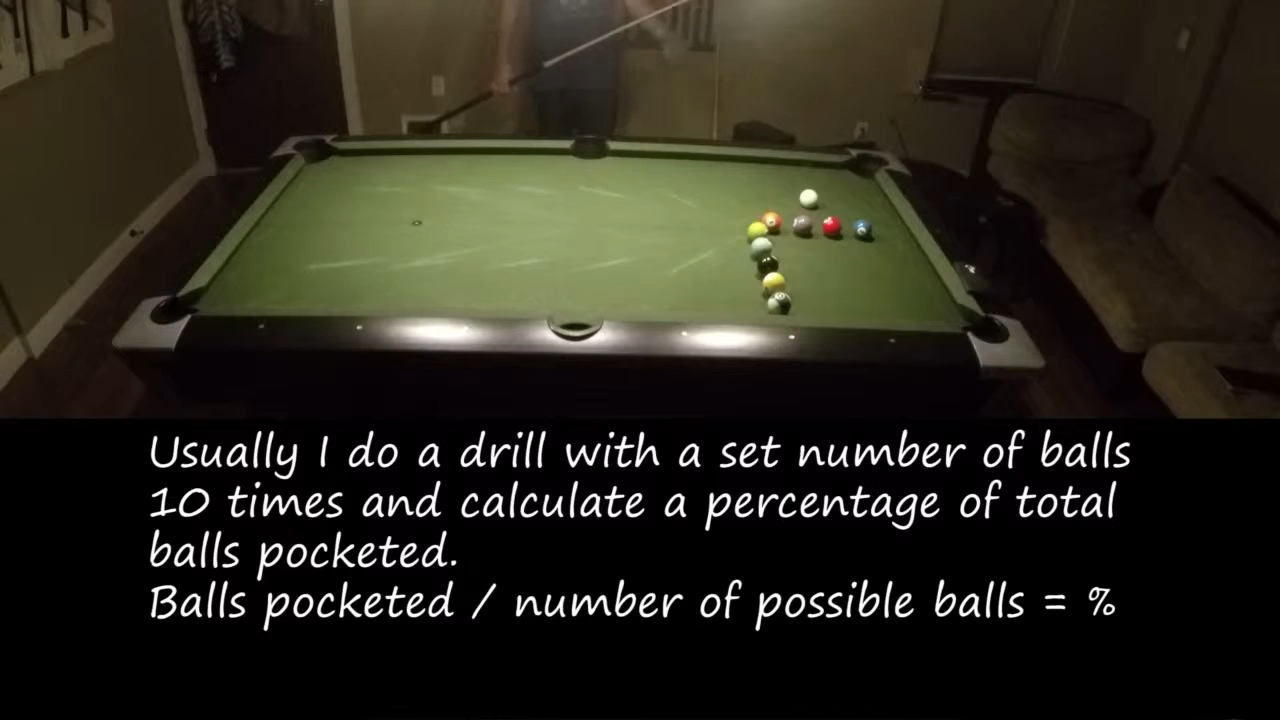 Usually I do a drill with a set number of balls
10 times and calculate a percentage of total
balls pocketed.
Balls pocketed / number of possible balls = %